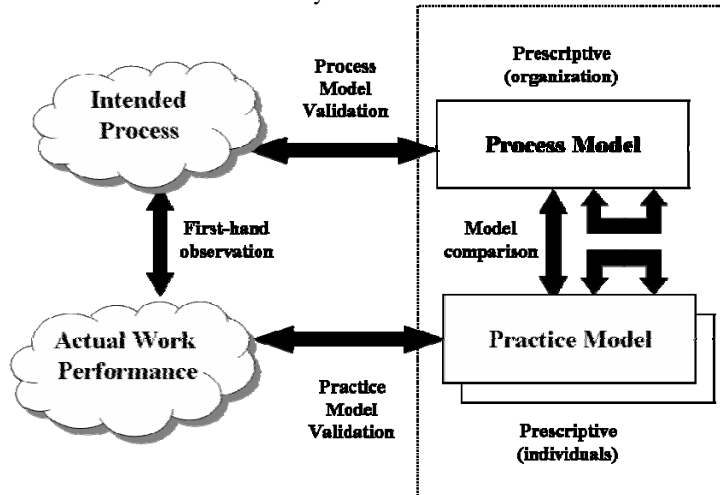 Process
Model
Validation
Prescriptive
(organization)
Intended
Process
Process Model
First-hand
observation
Model
comparison
Actual Work
Performance
Practice Model
Practice
Model
Validation
Prescriptive
(individuals)